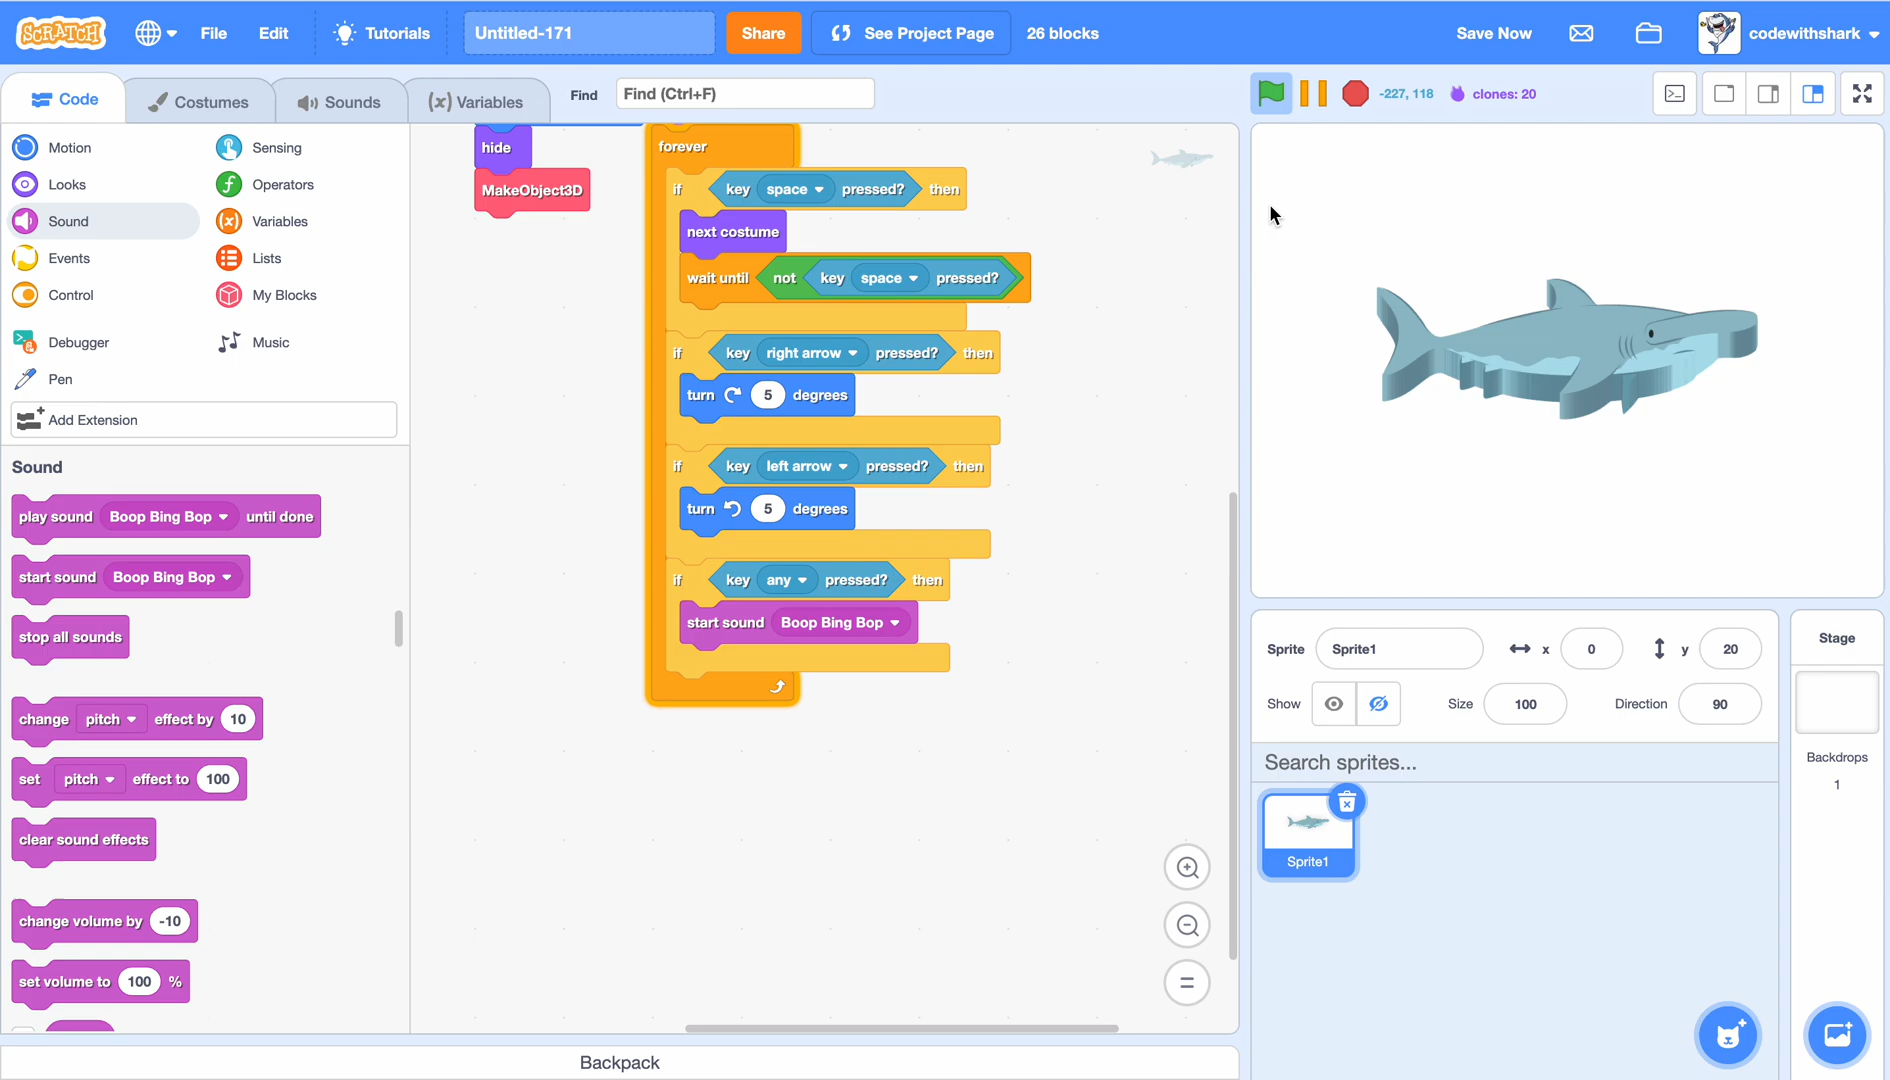 SCRATCH File Edit Tutorials Untitled-171 Share See Project Page 26 blocks Save Now codewithshark
Code Costumes Sounds (x) Variables Find Find (Ctrl+F) -227, 118 clones: 20
Motion Sensing
Looks Operators
Sound Variables
Events Lists
Control My Blocks
Debugger Music
Pen
Add Extension
Sound
play sound Boop Bing Bop until done
start sound Boop Bing Bop
stop all sounds
change pitch effect by 10
set pitch effect to 100
clear sound effects
change volume by -10
set volume to 100 %
hide
MakeObject3D
forever
if key space pressed? then
next costume
wait until not key space pressed?
if key right arrow pressed? then
turn 5 degrees
if key left arrow pressed? then
turn 5 degrees
if key any pressed? then
start sound Boop Bing Bop
Backpack
Sprite Sprite1 x 0 y 20
Show Size 100 Direction 90
Search sprites...
Sprite1
Stage
Backdrops
1